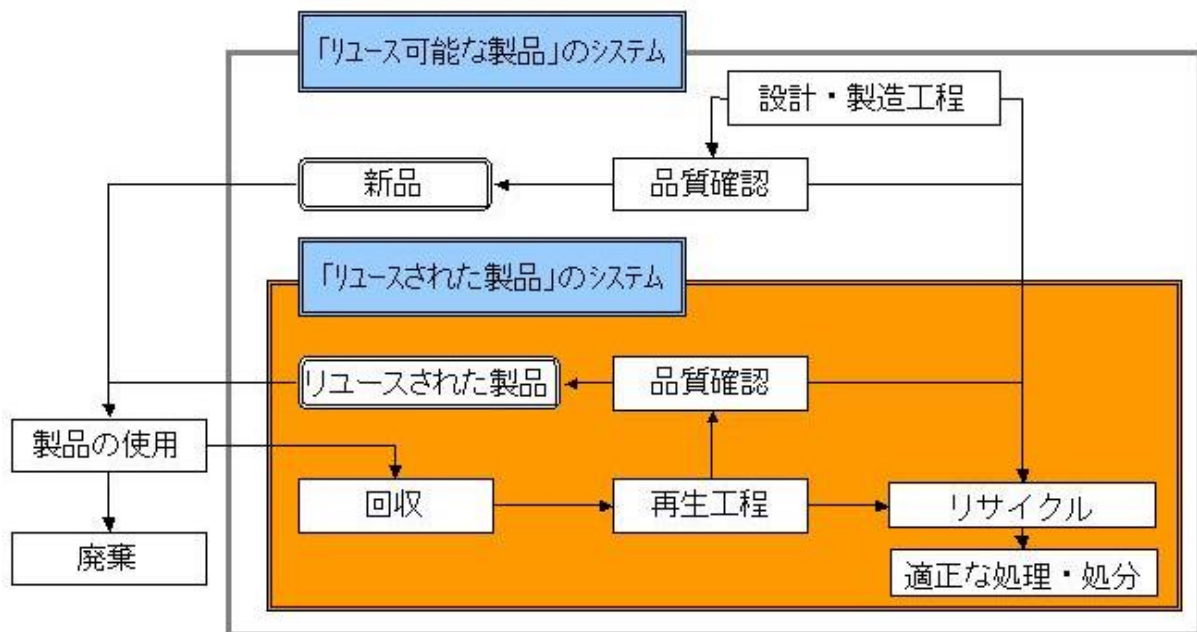 「リユース可能な製品」のシステム
設計・製造工程
新品
品質確認
「リユースされた製品」のシステム
リユースされた製品
品質確認
製品の使用
回収
再生工程
リサイクル
廃棄
適正な処理・処分